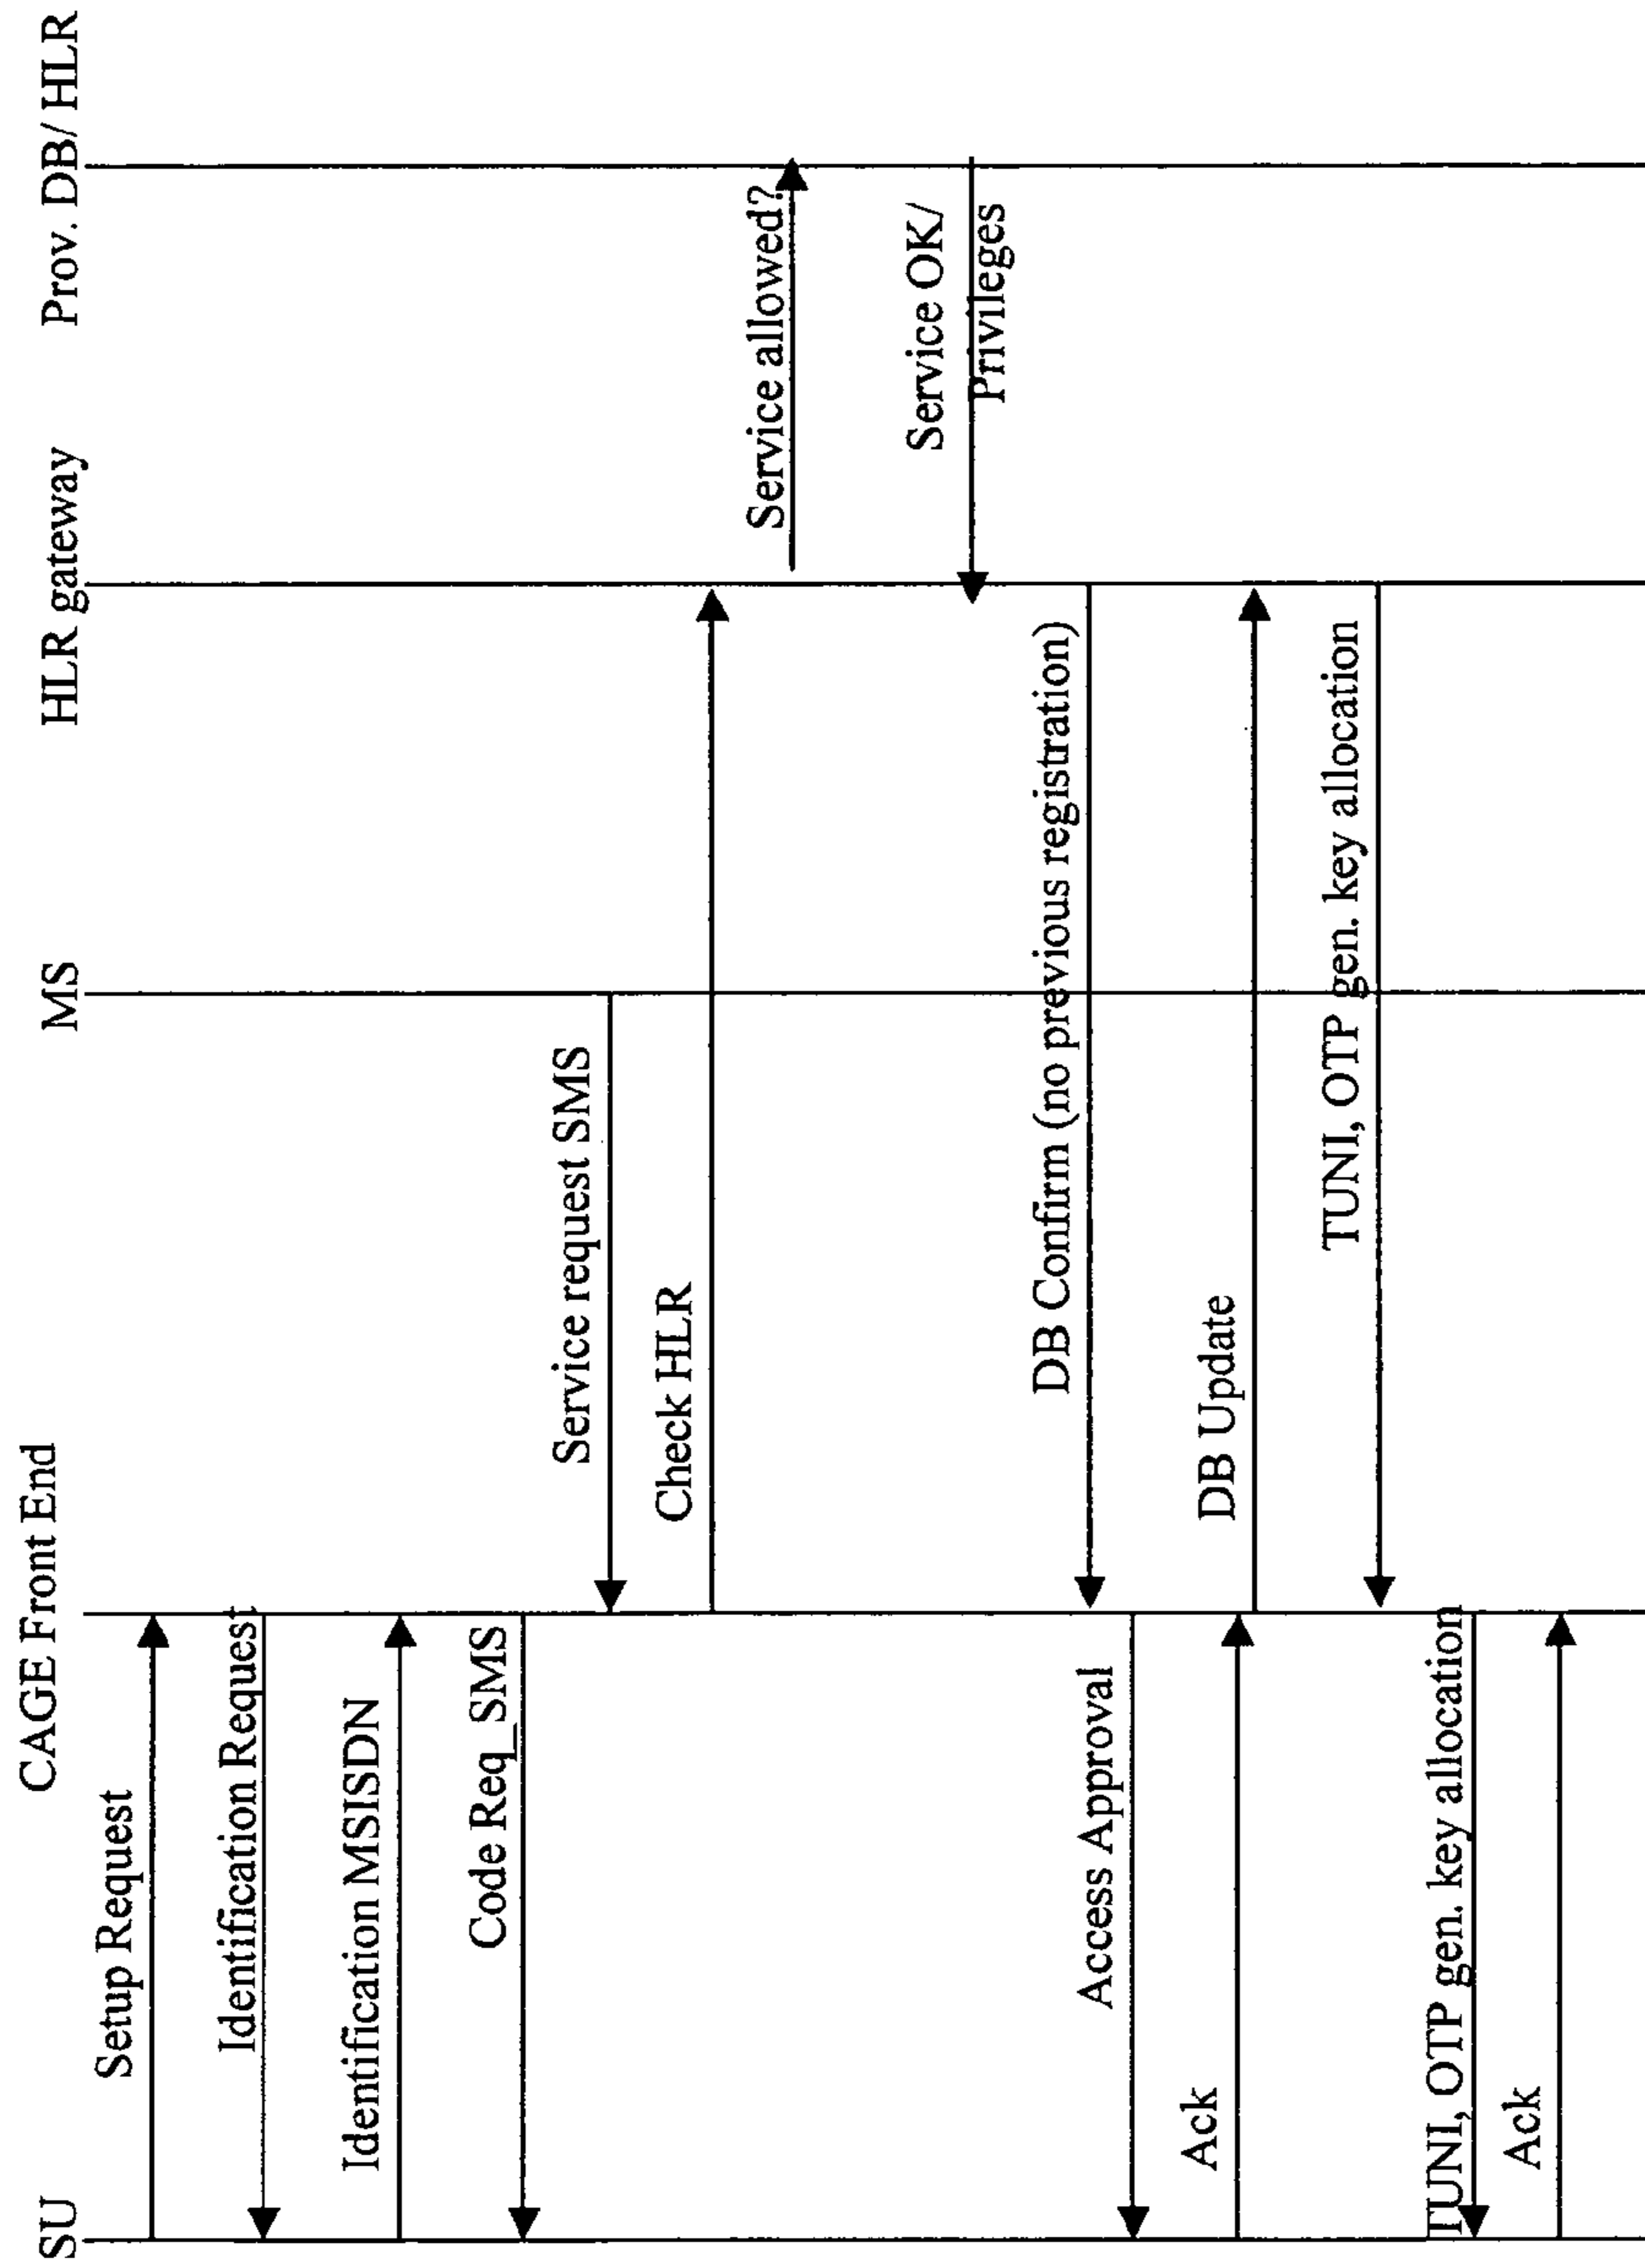 SU
CAGE Front End
MS
HLR gateway
Prov. DB/ HLR
Setup Request
Identification Request
Identification MSISDN
Code Req_SMS
Service request SMS
Check HLR
Service allowed?
Service OK/
Privileges
DB Confirm (no previous registration)
Access Approval
Ack
DB Update
TUNI, OTP gen. key allocation
TUNI, OTP gen. key allocation
Ack